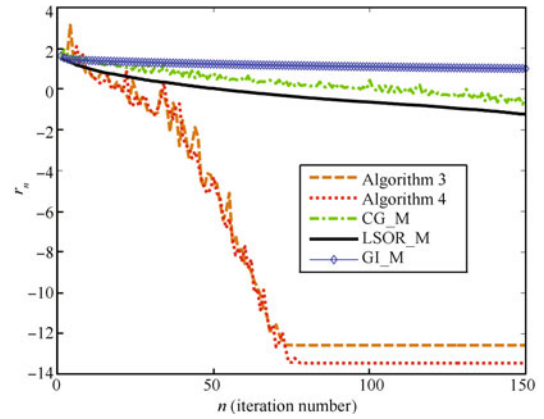 4
2
0
−2
−4
−6
−8
−10
−12
−14
r_n
0
50
100
150
n (iteration number)
Algorithm 3
Algorithm 4
CG_M
LSOR_M
GI_M